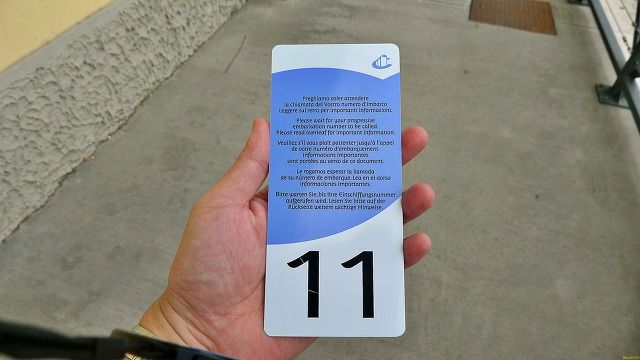 Preghiamo voler attendere
la chiamata del Vostro numero d'imbarco
Leggere sul retro per importanti informazioni.
Please wait for your progressive
embarkation number to be called.
Please read overleaf for important information.
Veuillez s'il vous plaît patienter jusqu'à l'appel
de votre numéro d'embarquement.
Informations importantes
sont portées au verso de ce document.
Le rogamos esperar la llamada
de su número de embarque. Lea en el dorso
informaciones importantes.
Bitte warten Sie, bis Ihre Einschiffungsnummer
aufgerufen wird. Lesen Sie bitte auf der
Rückseite weitere wichtige Hinweise.
11